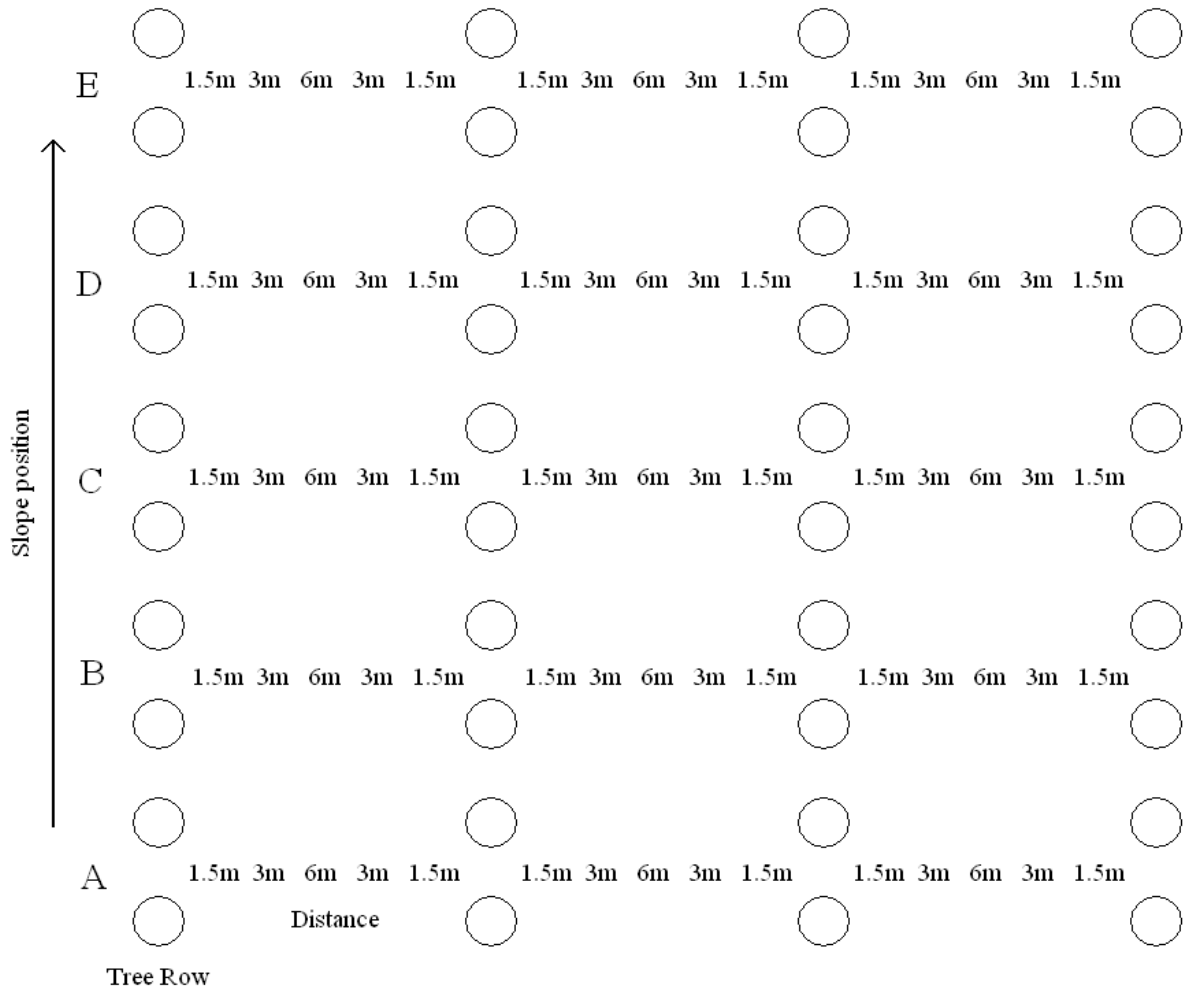 E 1.5m 3m 6m 3m 1.5m 1.5m 3m 6m 3m 1.5m 1.5m 3m 6m 3m 1.5m
D 1.5m 3m 6m 3m 1.5m 1.5m 3m 6m 3m 1.5m 1.5m 3m 6m 3m 1.5m
Slope position
C 1.5m 3m 6m 3m 1.5m 1.5m 3m 6m 3m 1.5m 1.5m 3m 6m 3m 1.5m
B 1.5m 3m 6m 3m 1.5m 1.5m 3m 6m 3m 1.5m 1.5m 3m 6m 3m 1.5m
A 1.5m 3m 6m 3m 1.5m 1.5m 3m 6m 3m 1.5m 1.5m 3m 6m 3m 1.5m
Distance
Tree Row